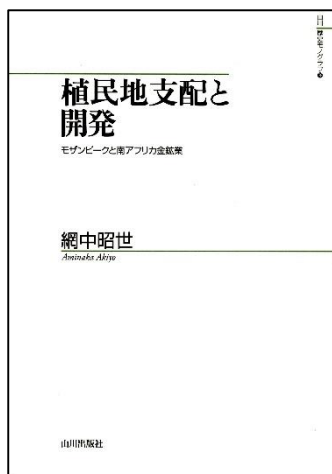 植民地支配と
開発
モザンビークと南アフリカ金鉱業
網中昭世
Aminaka Akiyo
山川出版社